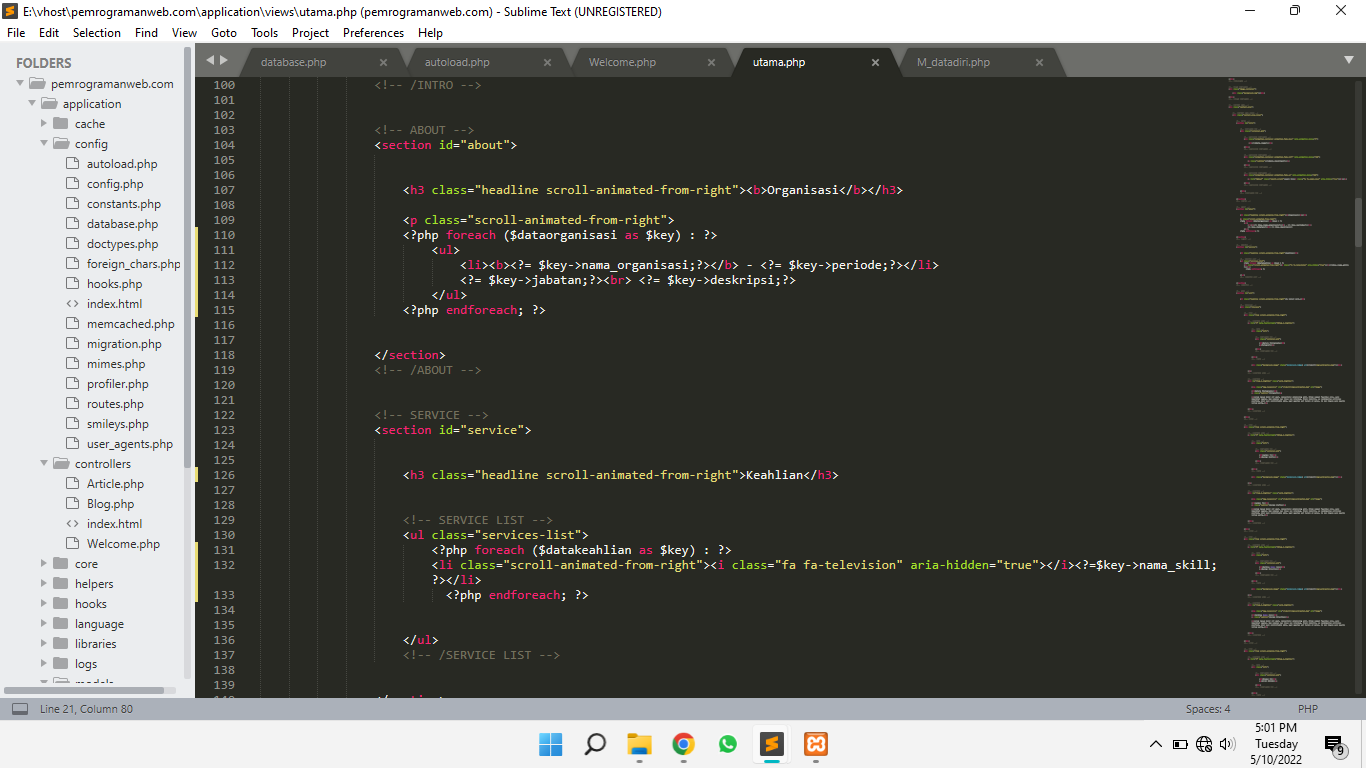 E:\vhost\pemrogramanweb.com\application\views\utama.php (pemrogramanweb.com) - Sublime Text (UNREGISTERED)
File Edit Selection Find View Goto Tools Project Preferences Help
FOLDERS
pemrogramanweb.com
application
cache
config
autoload.php
config.php
constants.php
database.php
doctypes.php
foreign_chars.php
hooks.php
index.html
memcached.php
migration.php
mimes.php
profiler.php
routes.php
smileys.php
user_agents.php
controllers
Article.php
Blog.php
index.html
Welcome.php
core
helpers
hooks
language
libraries
logs
models
database.php autoload.php Welcome.php utama.php M_datadiri.php
100 <!-- /INTRO -->
101
102
103 <!-- ABOUT -->
104 <section id="about">
105
106
107 <h3 class="headline scroll-animated-from-right"><b>Organisasi</b></h3>
108
109 <p class="scroll-animated-from-right">
110 <?php foreach ($dataorganisasi as $key) : ?>
111 <ul>
112 <li><b><?= $key->nama_organisasi;?></b> - <?= $key->periode;?></li>
113 <?= $key->jabatan;?><br> <?= $key->deskripsi;?>
114 </ul>
115 <?php endforeach; ?>
116
117
118 </section>
119 <!-- /ABOUT -->
120
121
122 <!-- SERVICE -->
123 <section id="service">
124
125
126 <h3 class="headline scroll-animated-from-right">Keahlian</h3>
127
128
129 <!-- SERVICE LIST -->
130 <ul class="services-list">
131 <?php foreach ($datakeahlian as $key) : ?>
132 <li class="scroll-animated-from-right"><i class="fa fa-television" aria-hidden="true"></i><?=$key->nama_skill;
?></li>
133 <?php endforeach; ?>
134
135
136 </ul>
137 <!-- /SERVICE LIST -->
138
139
Line 21, Column 80
Spaces: 4
PHP
5:01 PM
Tuesday
5/10/2022
9